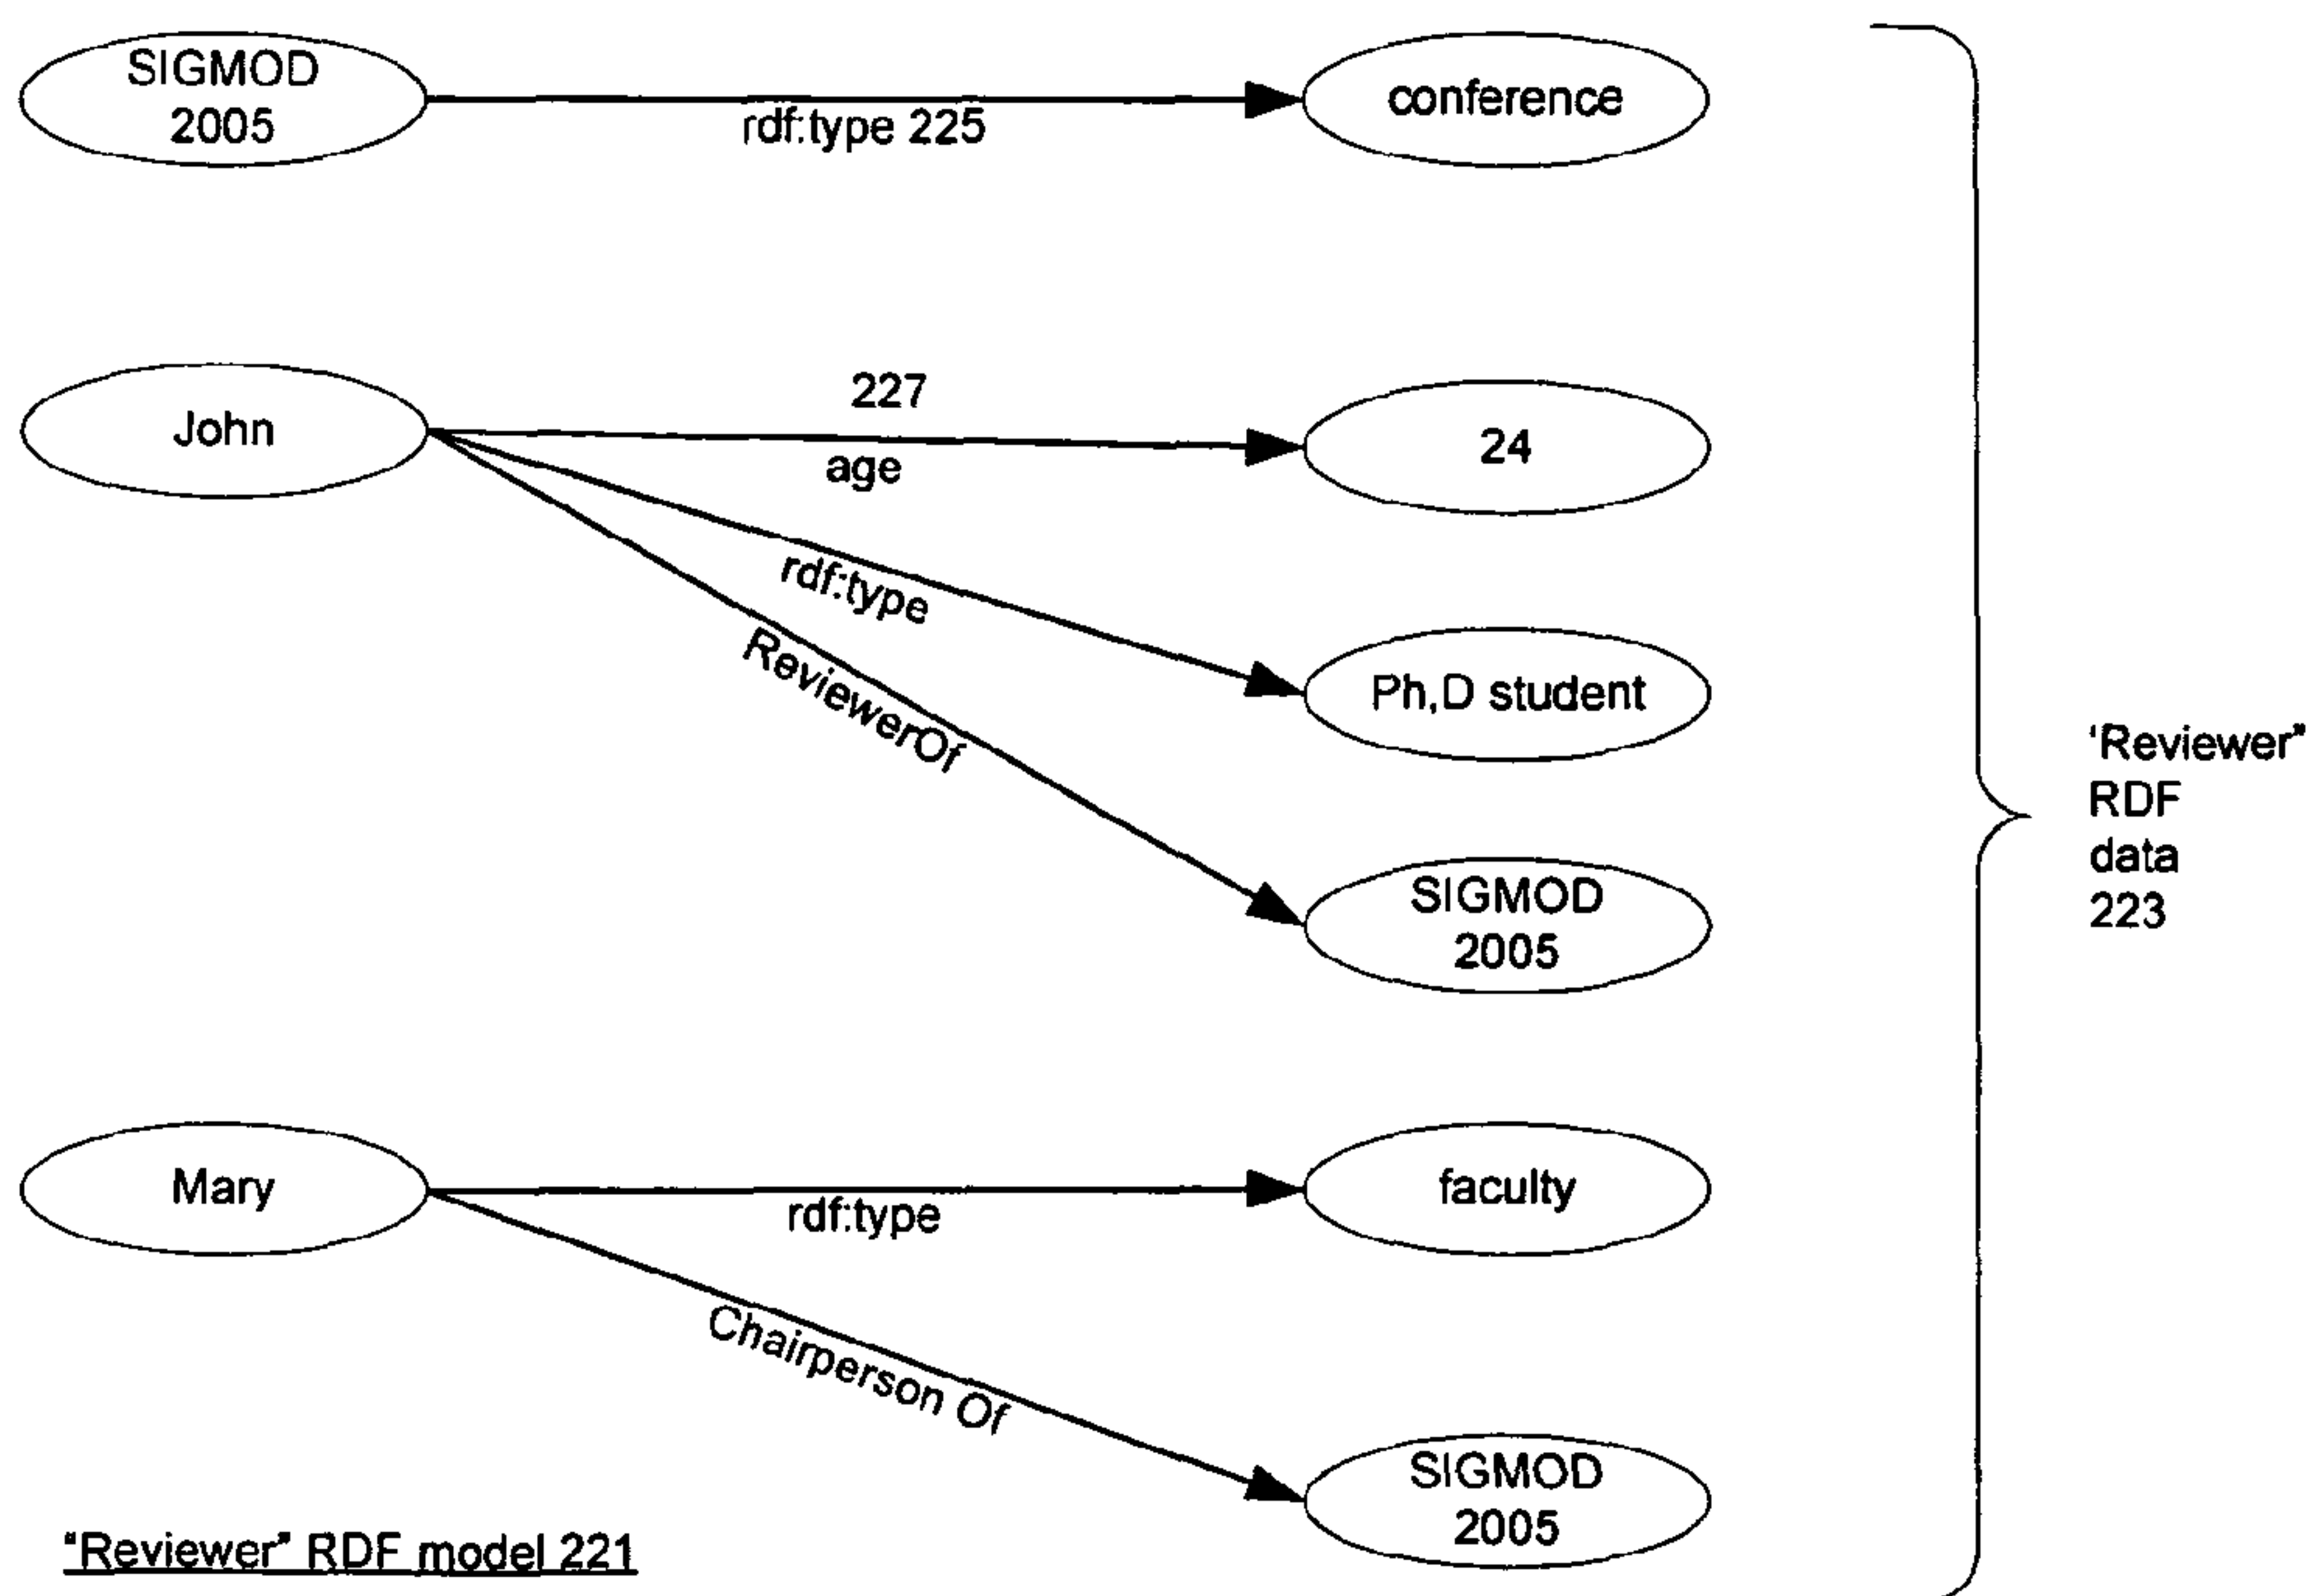 SIGMOD
2005
rdf:type 225
conference
John
227
age
24
rdf:type
Ph,D student
ReviewerOf
SIGMOD
2005
'Reviewer"
RDF
data
223
Mary
rdf:type
faculty
Chairperson Of
SIGMOD
2005
"Reviewer" RDF model 221